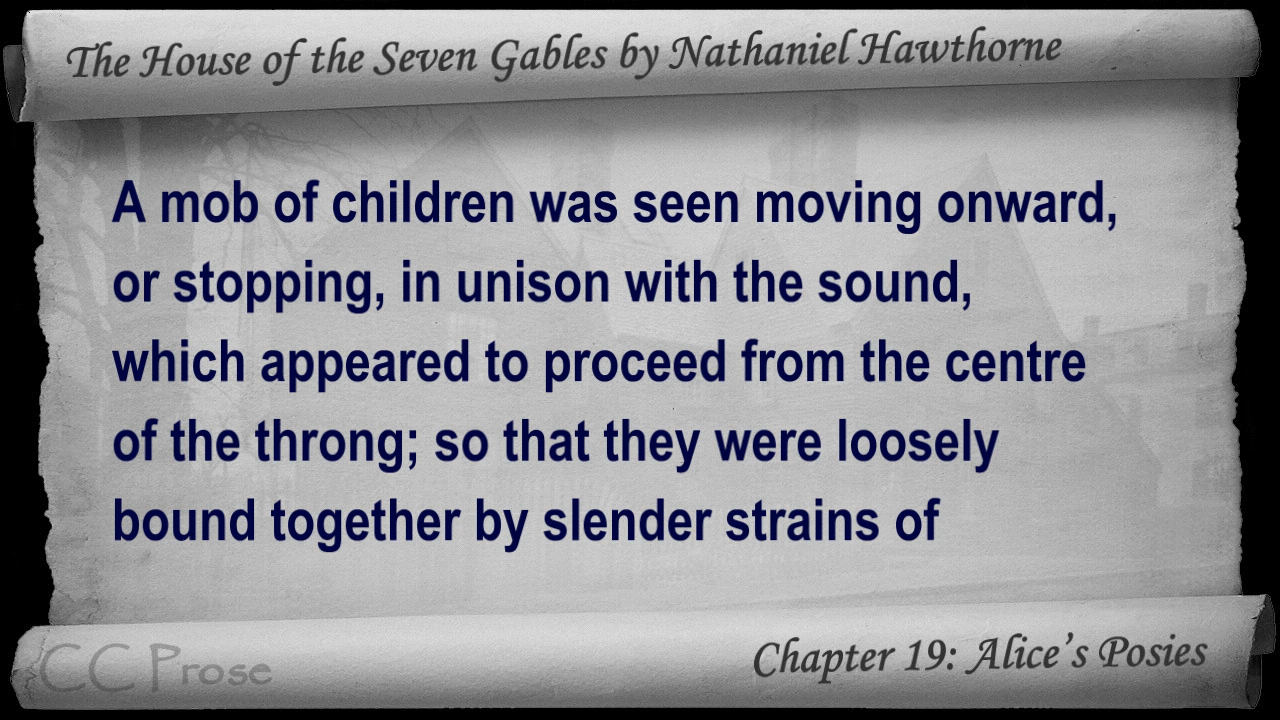 The House of the Seven Gables by Nathaniel Hawthorne
A mob of children was seen moving onward,
or stopping, in unison with the sound,
which appeared to proceed from the centre
of the throng; so that they were loosely
bound together by slender strains of
CC Prose
Chapter 19: Alice's Posies